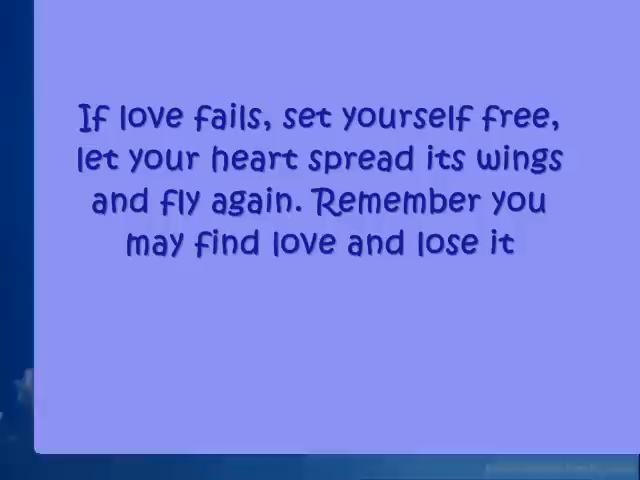 If love fails, set yourself free,
let your heart spread its wings
and fly again. Remember you
may find love and lose it